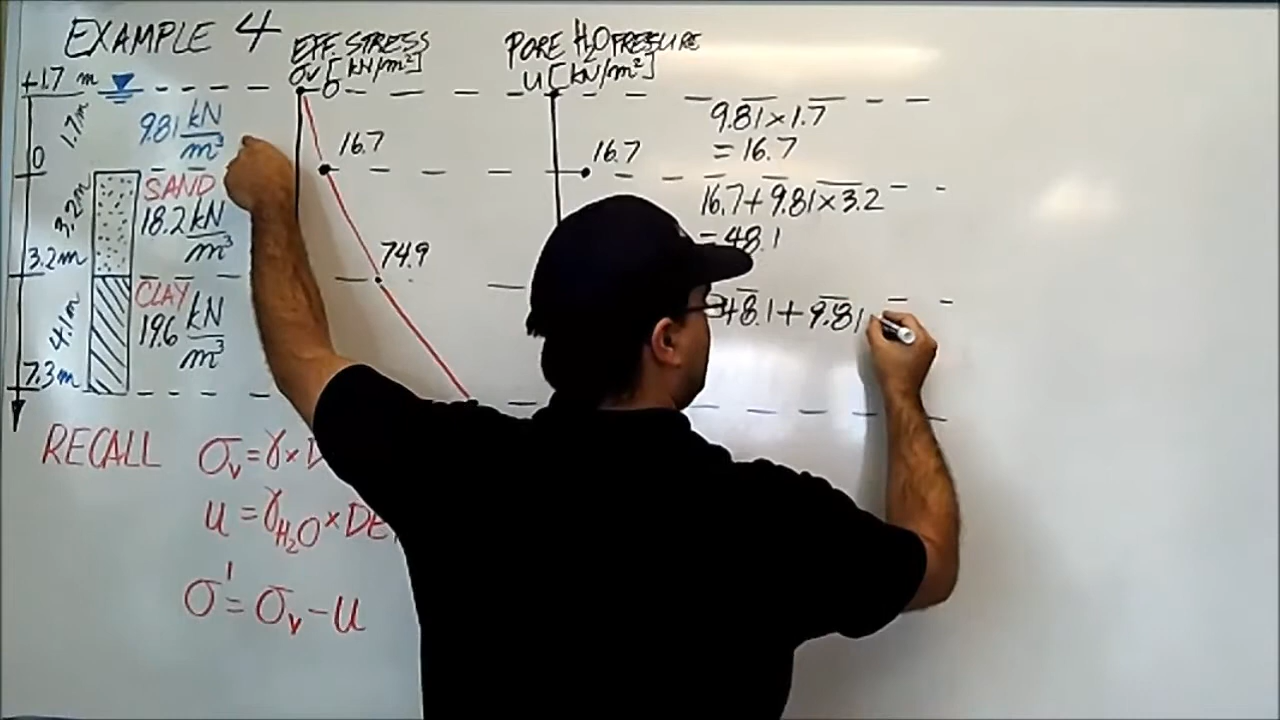 EXAMPLE 4
EFF. STRESS
σv [kN/m²]
PORE H₂O PRESSURE
u [kN/m²]
+1.7 m
0
1.7m
9.81 kN/m³
0
16.7
16.7
9.81×1.7
= 16.7
SAND
18.2 kN/m³
3.2m
3.2m
74.9
16.7+9.81×3.2
=48.1
CLAY
19.6 kN/m³
4.1m
7.3m
48.1+9.81
RECALL
σv=γ×D
u=γH₂O×DE
σ'=σv-u